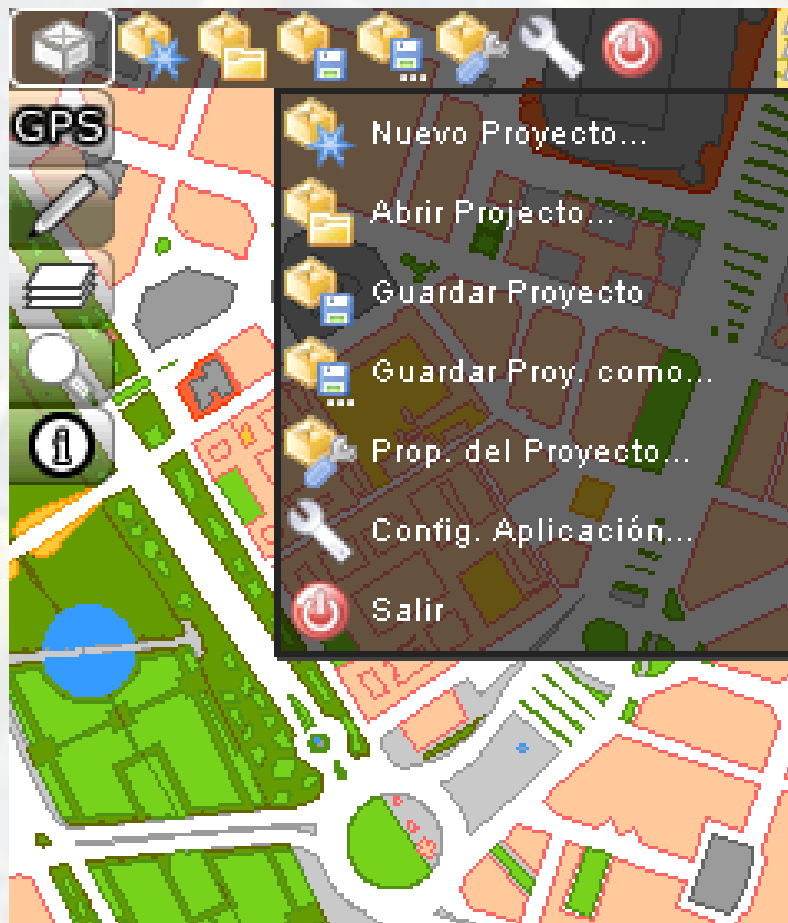 GPS
Nuevo Proyecto...
Abrir Projecto...
Guardar Proyecto
Guardar Proy. como...
Prop. del Proyecto...
Config. Aplicación...
Salir